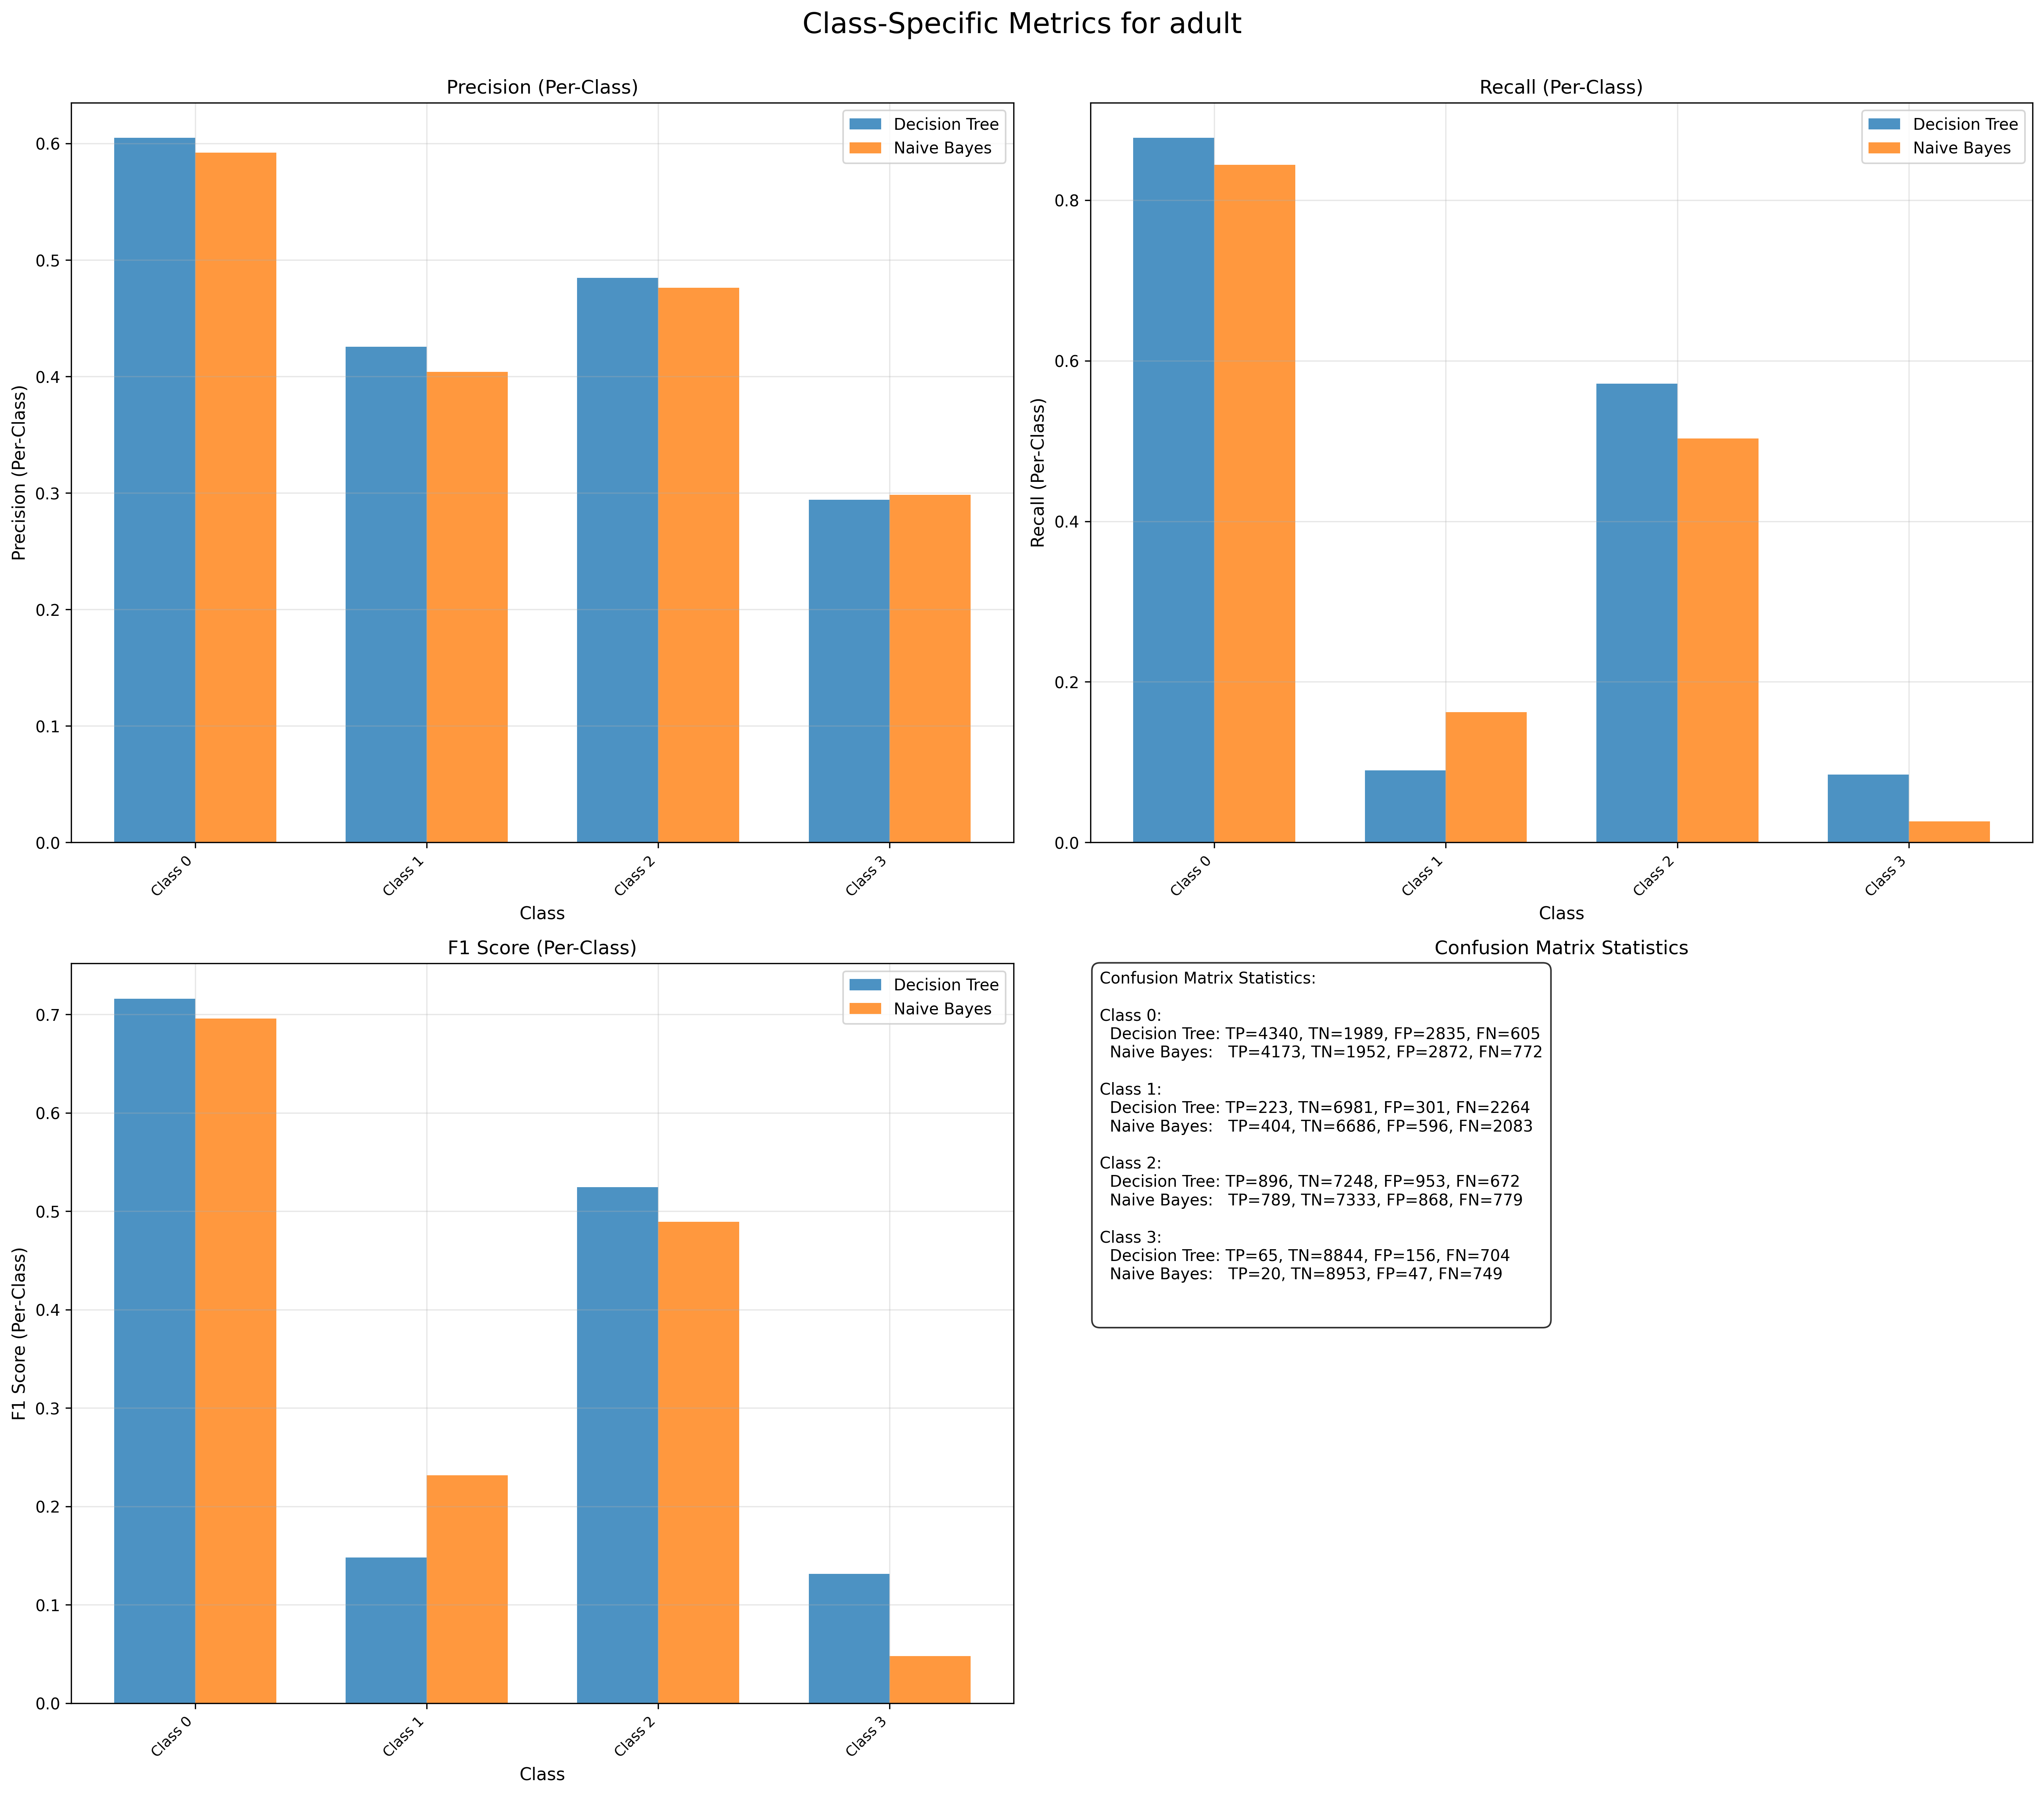 Class-Specific Metrics for adult
Precision (Per-Class)
Precision (Per-Class)
0.6
0.5
0.4
0.3
0.2
0.1
0.0
Decision Tree
Naive Bayes
Class 0
Class 1
Class 2
Class 3
Class
Recall (Per-Class)
Recall (Per-Class)
0.8
0.6
0.4
0.2
0.0
Decision Tree
Naive Bayes
Class 0
Class 1
Class 2
Class 3
Class
F1 Score (Per-Class)
F1 Score (Per-Class)
0.7
0.6
0.5
0.4
0.3
0.2
0.1
0.0
Decision Tree
Naive Bayes
Class 0
Class 1
Class 2
Class 3
Class
Confusion Matrix Statistics
Confusion Matrix Statistics:
Class 0:
Decision Tree: TP=4340, TN=1989, FP=2835, FN=605
Naive Bayes: TP=4173, TN=1952, FP=2872, FN=772
Class 1:
Decision Tree: TP=223, TN=6981, FP=301, FN=2264
Naive Bayes: TP=404, TN=6686, FP=596, FN=2083
Class 2:
Decision Tree: TP=896, TN=7248, FP=953, FN=672
Naive Bayes: TP=789, TN=7333, FP=868, FN=779
Class 3:
Decision Tree: TP=65, TN=8844, FP=156, FN=704
Naive Bayes: TP=20, TN=8953, FP=47, FN=749